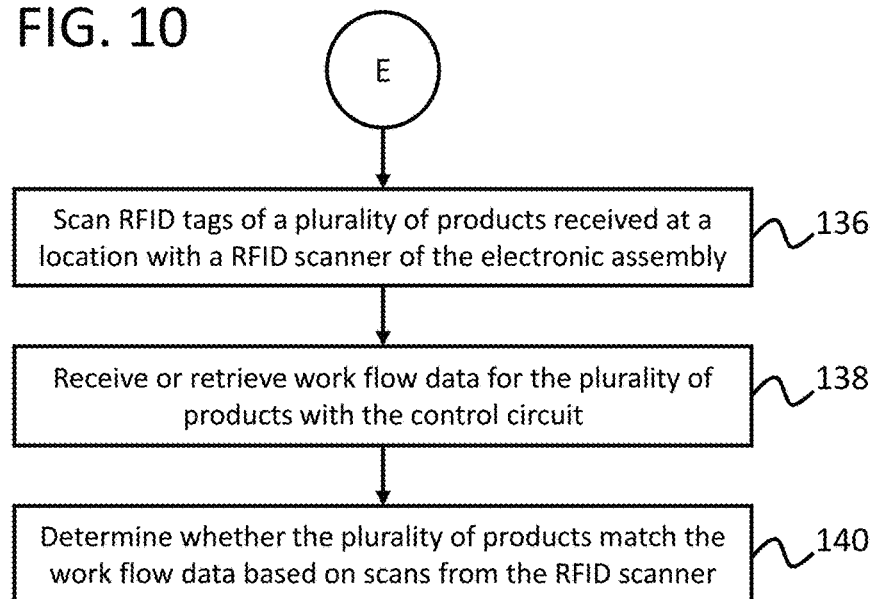 FIG. 10
E
Scan RFID tags of a plurality of products received at a
location with a RFID scanner of the electronic assembly
136
Receive or retrieve work flow data for the plurality of
products with the control circuit
138
Determine whether the plurality of products match the
work flow data based on scans from the RFID scanner
140